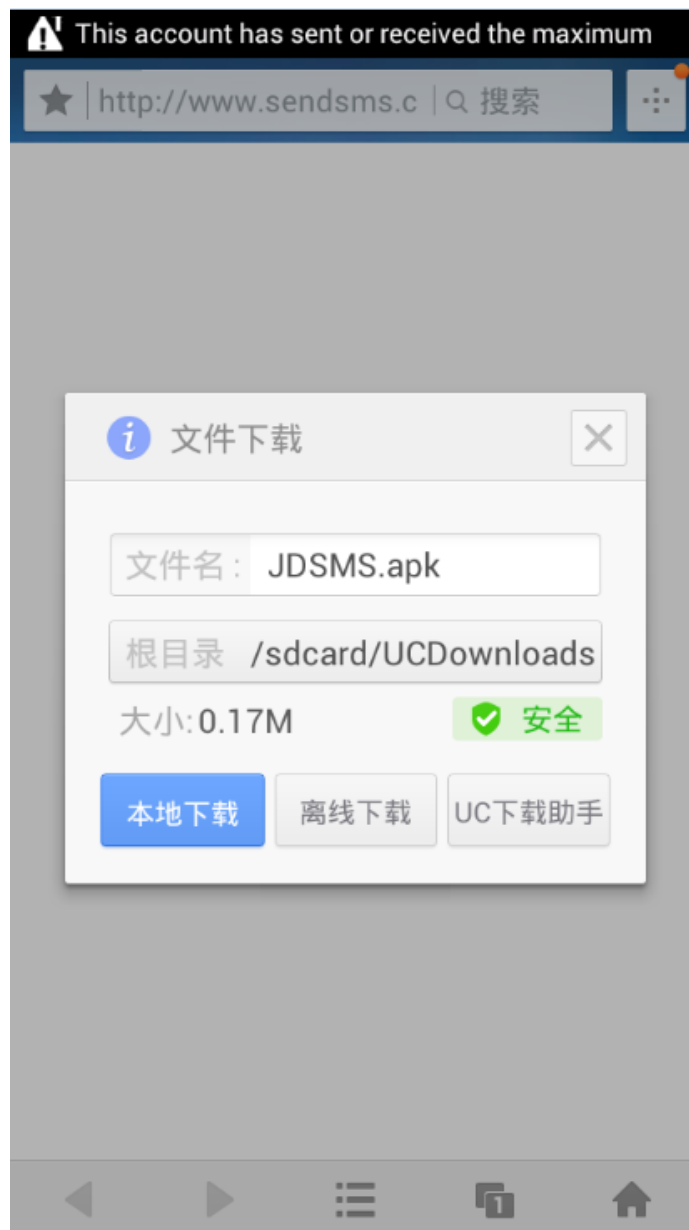 This account has sent or received the maximum
http://www.sendsms.c 搜索
文件下载
文件名: JDSMS.apk
根目录 /sdcard/UCDownloads
大小:0.17M 安全
本地下载 离线下载 UC下载助手
1